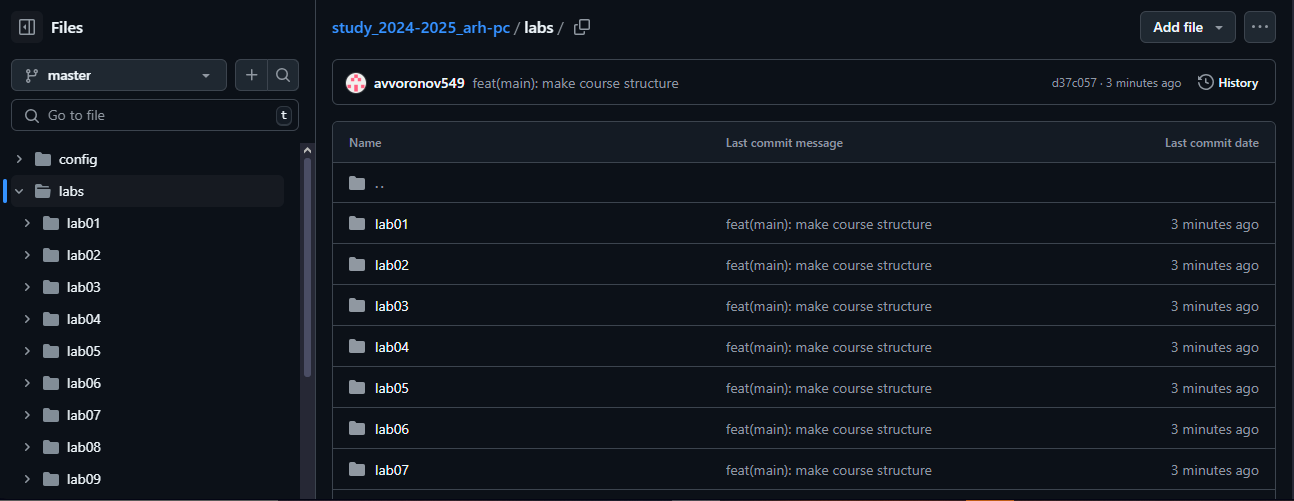 Files
master
Go to file
t
config
labs
lab01
lab02
lab03
lab04
lab05
lab06
lab07
lab08
lab09
study_2024-2025_arh-pc / labs /
Add file
avvoronov549 feat(main): make course structure d37c057 · 3 minutes ago History
Name Last commit message Last commit date
..
lab01 feat(main): make course structure 3 minutes ago
lab02 feat(main): make course structure 3 minutes ago
lab03 feat(main): make course structure 3 minutes ago
lab04 feat(main): make course structure 3 minutes ago
lab05 feat(main): make course structure 3 minutes ago
lab06 feat(main): make course structure 3 minutes ago
lab07 feat(main): make course structure 3 minutes ago